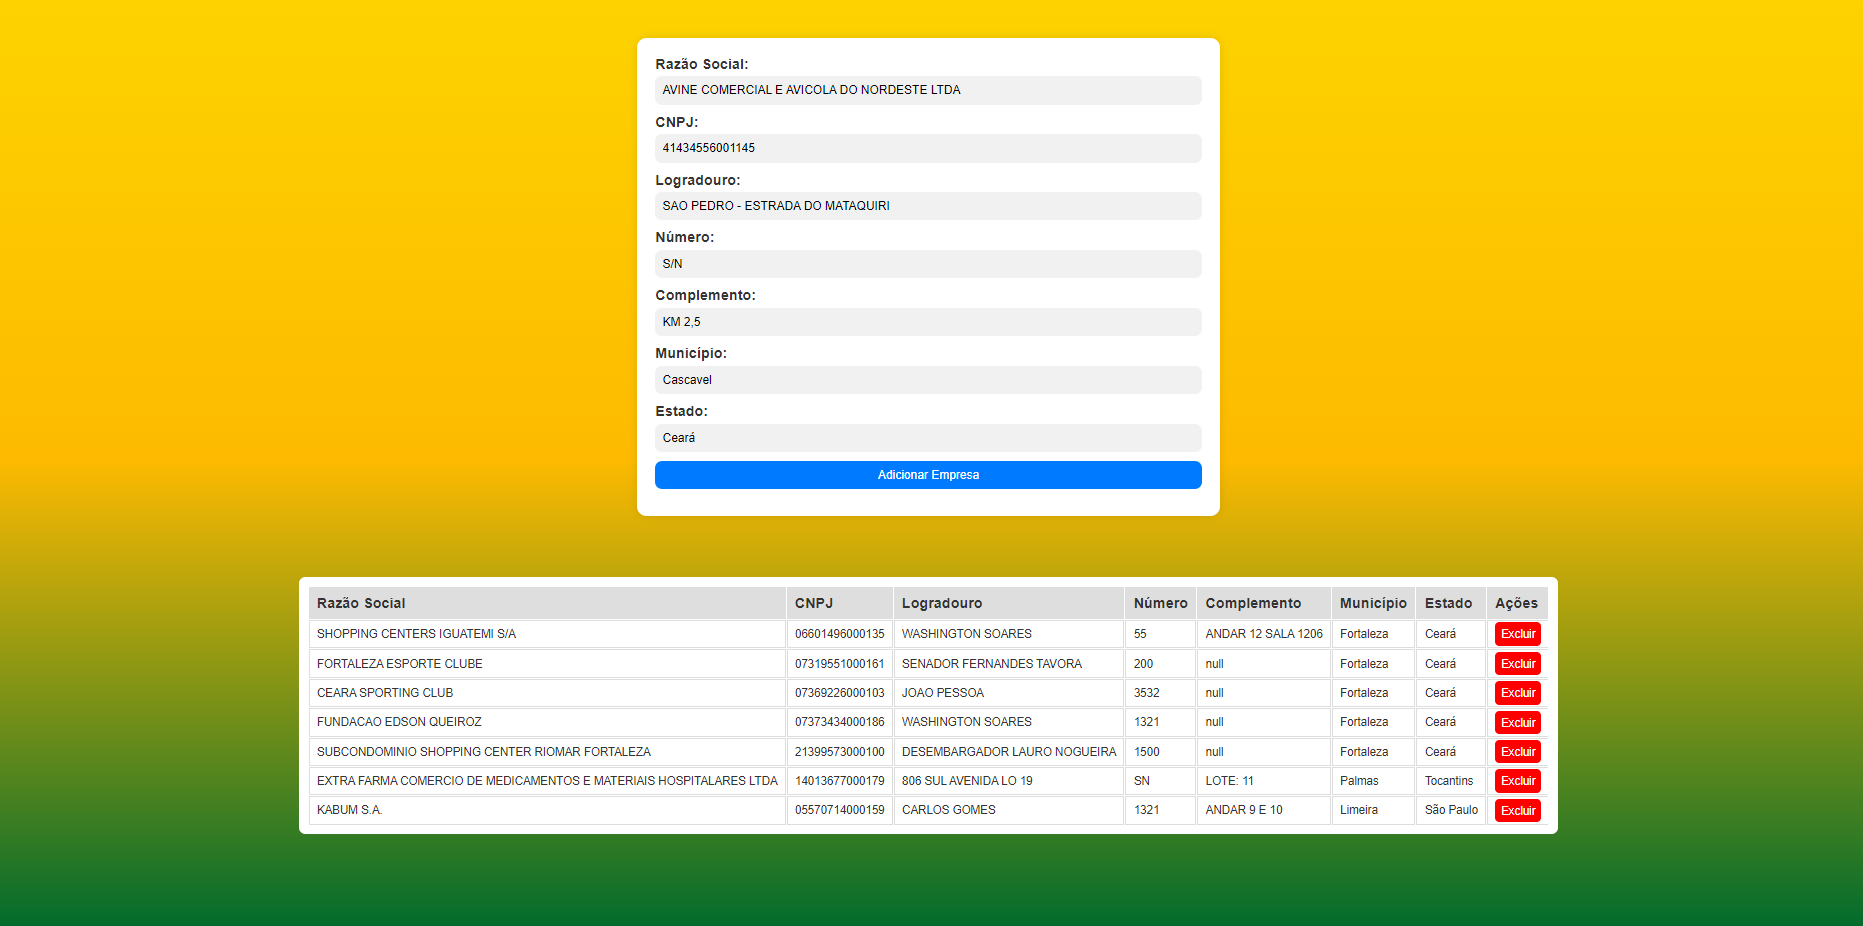 Razão Social:
AVINE COMERCIAL E AVICOLA DO NORDESTE LTDA
CNPJ:
41434556001145
Logradouro:
SAO PEDRO - ESTRADA DO MATAQUIRI
Número:
S/N
Complemento:
KM 2,5
Município:
Cascavel
Estado:
Ceará
Adicionar Empresa
Razão Social CNPJ Logradouro Número Complemento Município Estado Ações
SHOPPING CENTERS IGUATEMI S/A 06601496000135 WASHINGTON SOARES 55 ANDAR 12 SALA 1206 Fortaleza Ceará Excluir
FORTALEZA ESPORTE CLUBE 07319551000161 SENADOR FERNANDES TAVORA 200 null Fortaleza Ceará Excluir
CEARA SPORTING CLUB 07369226000103 JOAO PESSOA 3532 null Fortaleza Ceará Excluir
FUNDACAO EDSON QUEIROZ 07373434000186 WASHINGTON SOARES 1321 null Fortaleza Ceará Excluir
SUBCONDOMINIO SHOPPING CENTER RIOMAR FORTALEZA 21399573000100 DESEMBARGADOR LAURO NOGUEIRA 1500 null Fortaleza Ceará Excluir
EXTRA FARMA COMERCIO DE MEDICAMENTOS E MATERIAIS HOSPITALARES LTDA 14013677000179 806 SUL AVENIDA LO 19 SN LOTE: 11 Palmas Tocantins Excluir
KABUM S.A. 05570714000159 CARLOS GOMES 1321 ANDAR 9 E 10 Limeira São Paulo Excluir